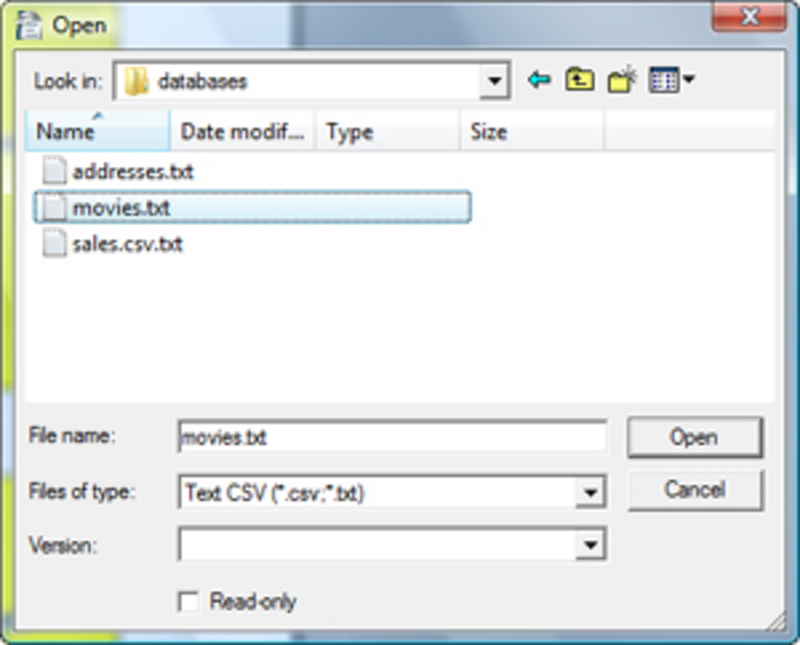 Open
Look in: databases
Name Date modif... Type Size
addresses.txt
movies.txt
sales.csv.txt
File name: movies.txt Open
Files of type: Text CSV (*.csv;*.txt) Cancel
Version:
Read-only